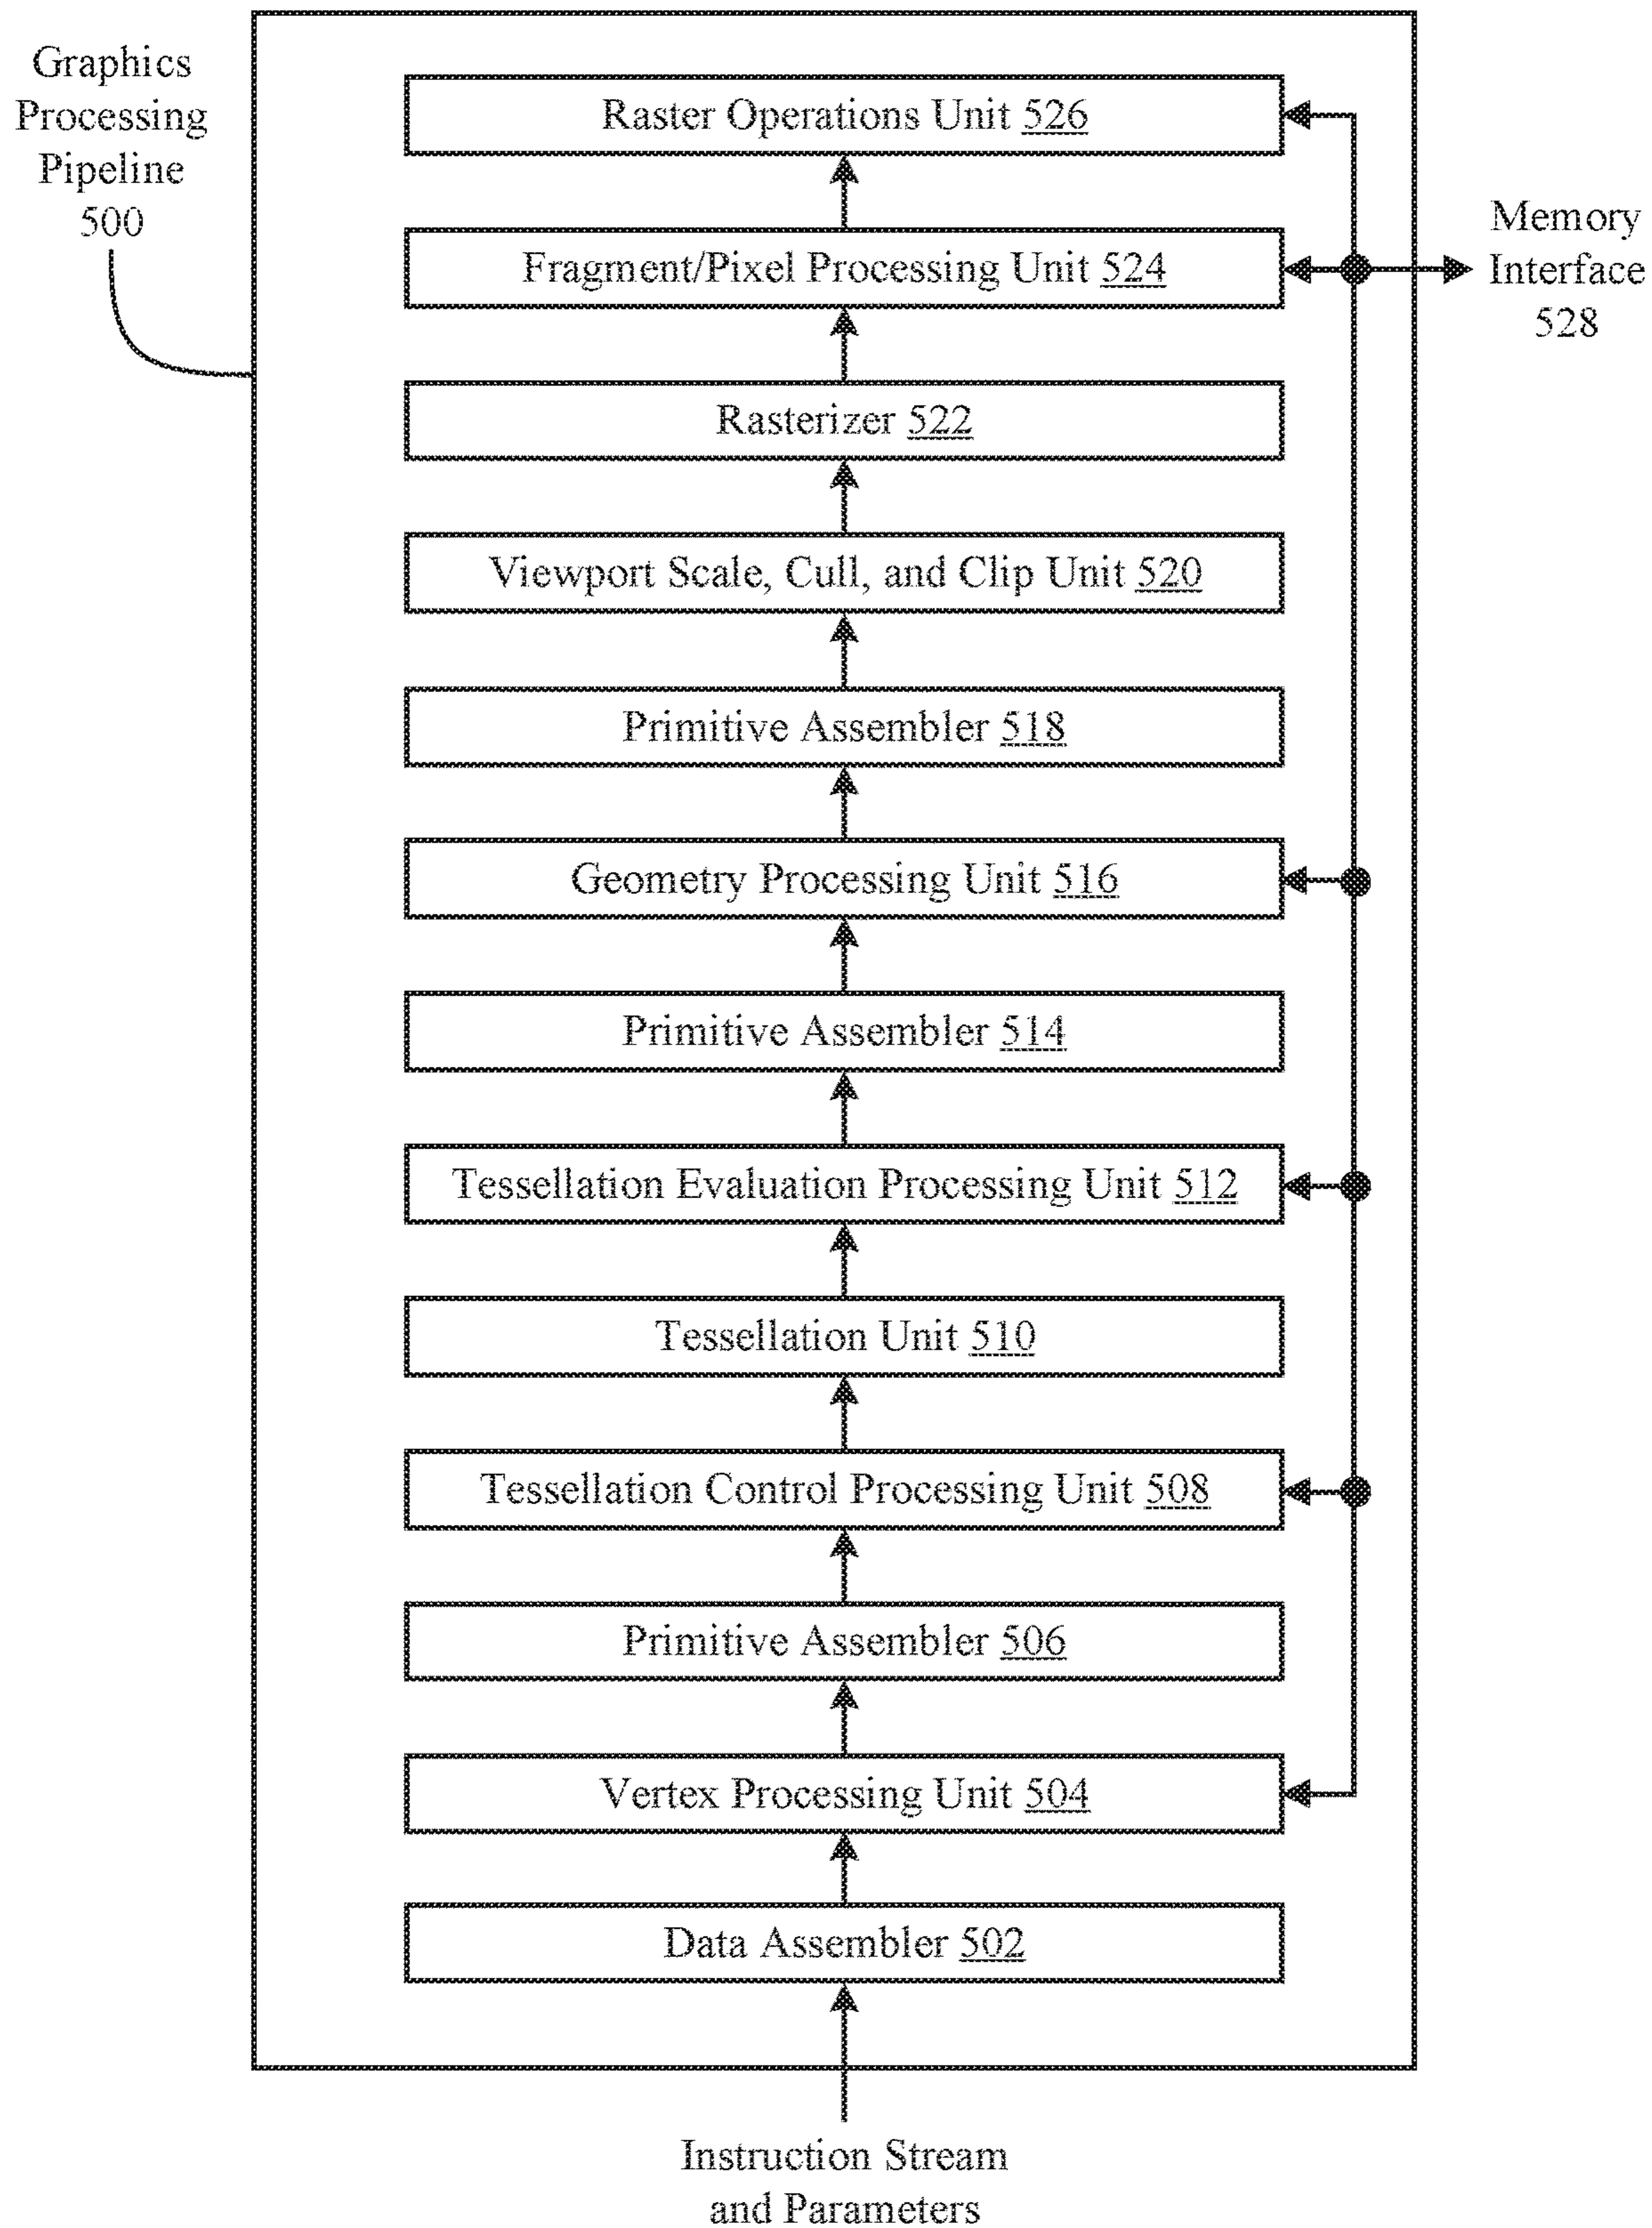 Graphics
Processing
Pipeline
500
Raster Operations Unit 526
Fragment/Pixel Processing Unit 524
Memory
Interface
528
Rasterizer 522
Viewport Scale, Cull, and Clip Unit 520
Primitive Assembler 518
Geometry Processing Unit 516
Primitive Assembler 514
Tessellation Evaluation Processing Unit 512
Tessellation Unit 510
Tessellation Control Processing Unit 508
Primitive Assembler 506
Vertex Processing Unit 504
Data Assembler 502
Instruction Stream
and Parameters